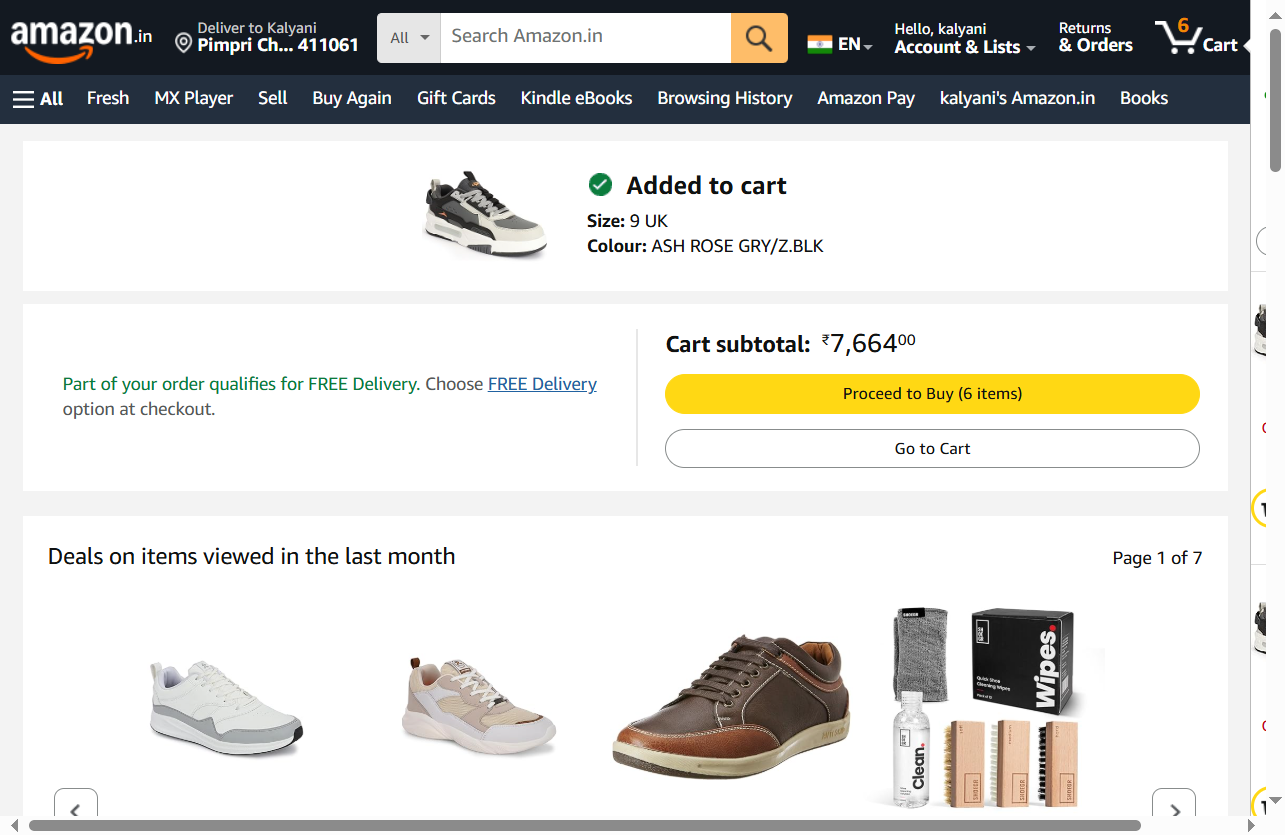 amazon.in
Deliver to Kalyani
Pimpri Ch... 411061
All
Search Amazon.in
EN
Hello, kalyani
Account & Lists
Returns
& Orders
6
Cart
All
Fresh
MX Player
Sell
Buy Again
Gift Cards
Kindle eBooks
Browsing History
Amazon Pay
kalyani's Amazon.in
Books
Added to cart
Size: 9 UK
Colour: ASH ROSE GRY/Z.BLK
Part of your order qualifies for FREE Delivery. Choose FREE Delivery
option at checkout.
Cart subtotal: ₹7,66400
Proceed to Buy (6 items)
Go to Cart
Deals on items viewed in the last month
Page 1 of 7
SHOEGR
Wipes.
Quick Shoe
Cleaning Wipes
Clean.